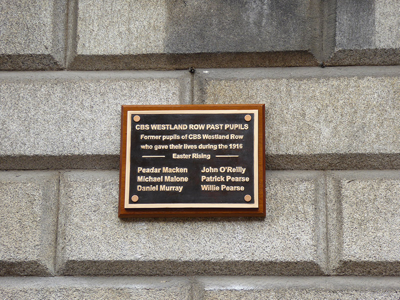 CBS WESTLAND ROW PAST PUPILS
Former pupils of CBS Westland Row
who gave their lives during the 1916
Easter Rising
Peadar Macken John O'Reilly
Michael Malone Patrick Pearse
Daniel Murray Willie Pearse